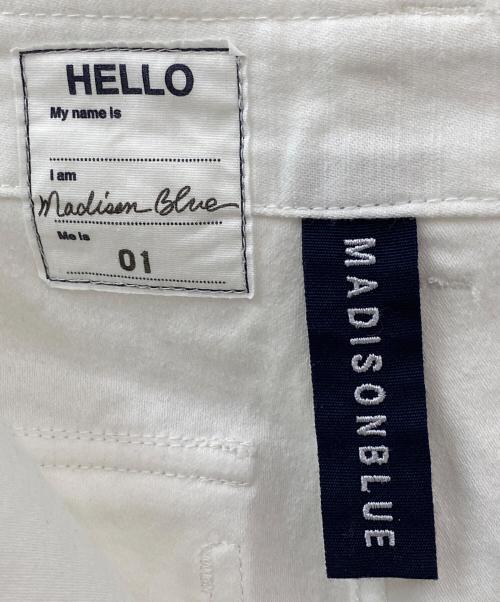 HELLO
My name is
I am
Madison Blue
Me is
01
MADISONBLUE